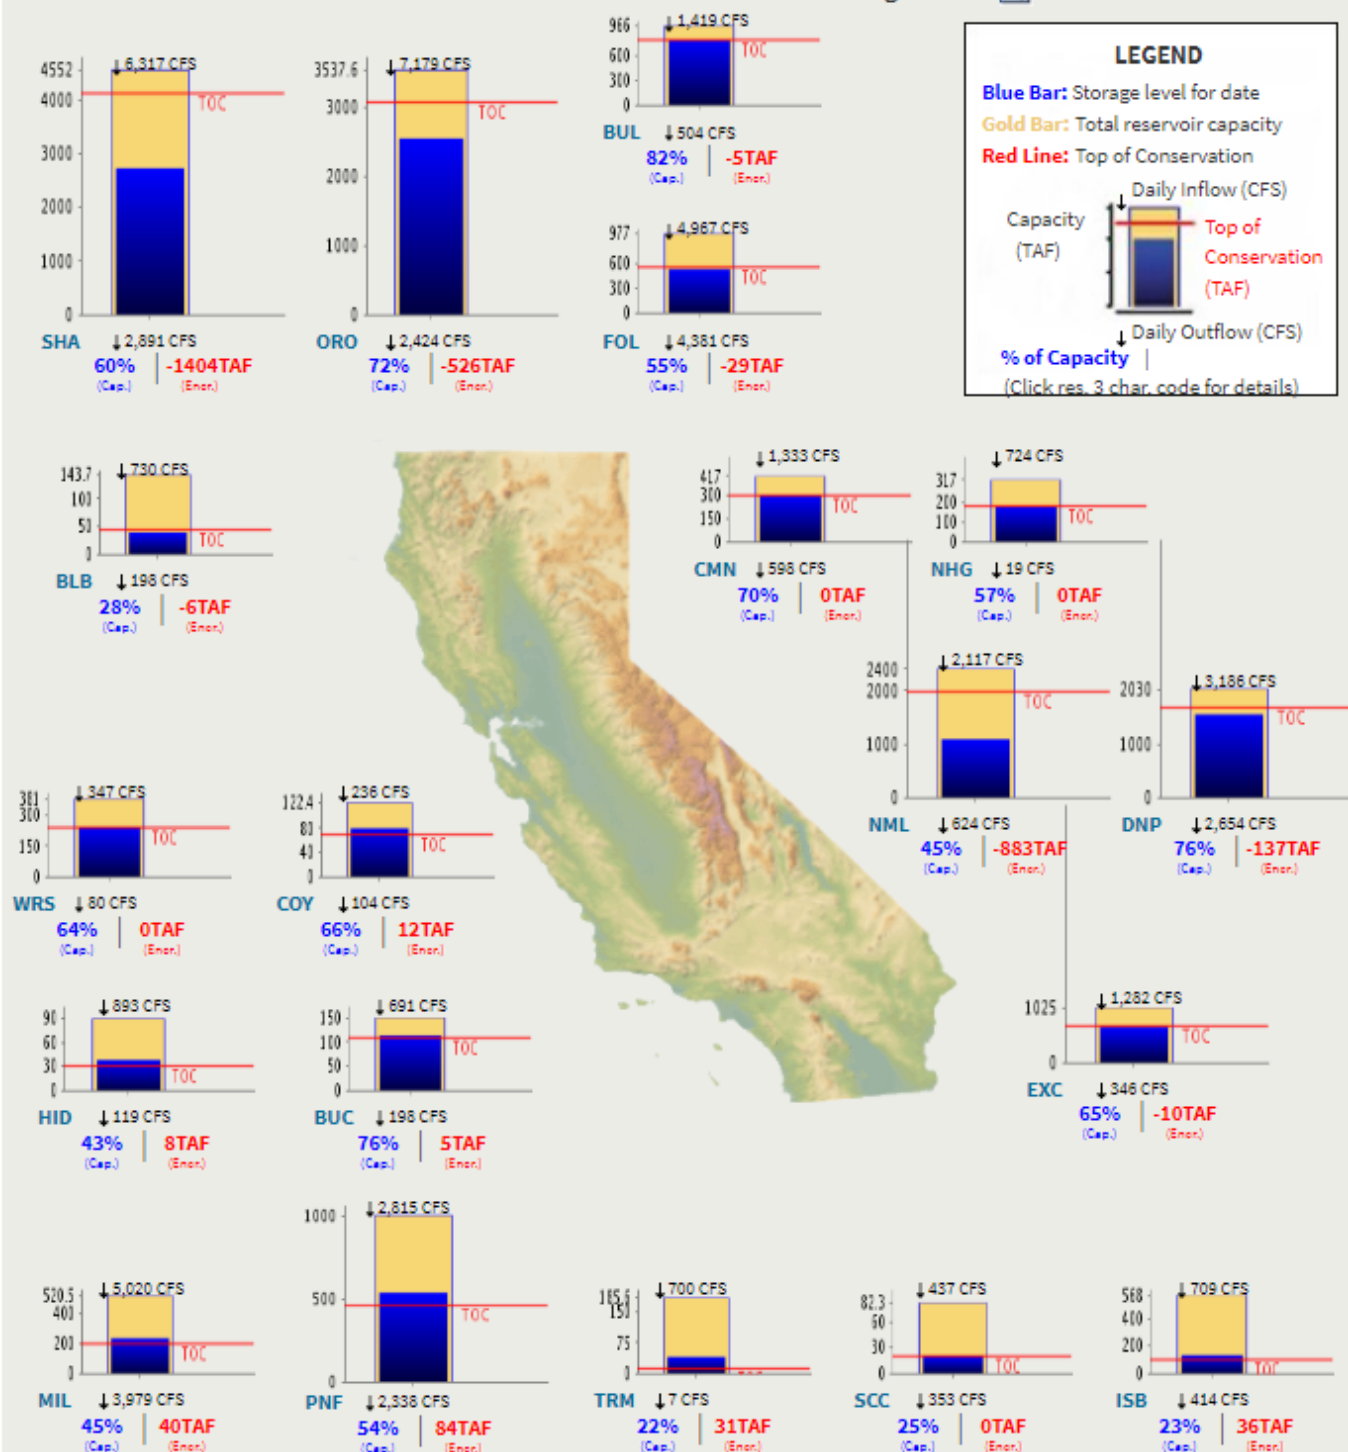 6,317 CFS
4552
4000
3000
2000
1000
0
TOC
SHA
2,891 CFS
60%
-1404TAF
(Cap.)
(Encr.)
7,179 CFS
3537.6
3000
2000
1000
0
TOC
ORO
2,424 CFS
72%
-526TAF
(Cap.)
(Encr.)
1,419 CFS
966
600
300
0
TOC
BUL
504 CFS
82%
-5TAF
(Cap.)
(Encr.)
4,967 CFS
977
600
300
0
TOC
FOL
4,381 CFS
55%
-29TAF
(Cap.)
(Encr.)
LEGEND
Blue Bar: Storage level for date
Gold Bar: Total reservoir capacity
Red Line: Top of Conservation
Daily Inflow (CFS)
Capacity
(TAF)
Top of
Conservation
(TAF)
Daily Outflow (CFS)
% of Capacity
(Click res. 3 char. code for details)
730 CFS
143.7
100
50
0
TOC
BLB
198 CFS
28%
-6TAF
(Cap.)
(Encr.)
1,333 CFS
417
300
150
0
TOC
CMN
598 CFS
70%
0TAF
(Cap.)
(Encr.)
724 CFS
317
200
100
0
TOC
NHG
19 CFS
57%
0TAF
(Cap.)
(Encr.)
2,117 CFS
2400
2000
1000
0
TOC
NML
624 CFS
45%
-883TAF
(Cap.)
(Encr.)
3,186 CFS
2030
1000
0
TOC
DNP
2,654 CFS
76%
-137TAF
(Cap.)
(Encr.)
347 CFS
381
300
150
0
TOC
WRS
80 CFS
64%
0TAF
(Cap.)
(Encr.)
236 CFS
122.4
80
40
0
TOC
COY
104 CFS
66%
12TAF
(Cap.)
(Encr.)
893 CFS
90
60
30
0
TOC
HID
119 CFS
43%
8TAF
(Cap.)
(Encr.)
691 CFS
150
100
50
0
TOC
BUC
198 CFS
76%
5TAF
(Cap.)
(Encr.)
1,282 CFS
1025
0
TOC
EXC
346 CFS
65%
-10TAF
(Cap.)
(Encr.)
5,020 CFS
520.5
400
200
0
TOC
MIL
3,979 CFS
45%
40TAF
(Cap.)
(Encr.)
2,815 CFS
1000
500
0
TOC
PNF
2,338 CFS
54%
84TAF
(Cap.)
(Encr.)
700 CFS
185.6
150
75
0
TOC
TRM
7 CFS
22%
31TAF
(Cap.)
(Encr.)
437 CFS
82.3
60
30
0
TOC
SCC
353 CFS
25%
0TAF
(Cap.)
(Encr.)
709 CFS
568
400
200
0
TOC
ISB
414 CFS
23%
36TAF
(Cap.)
(Encr.)